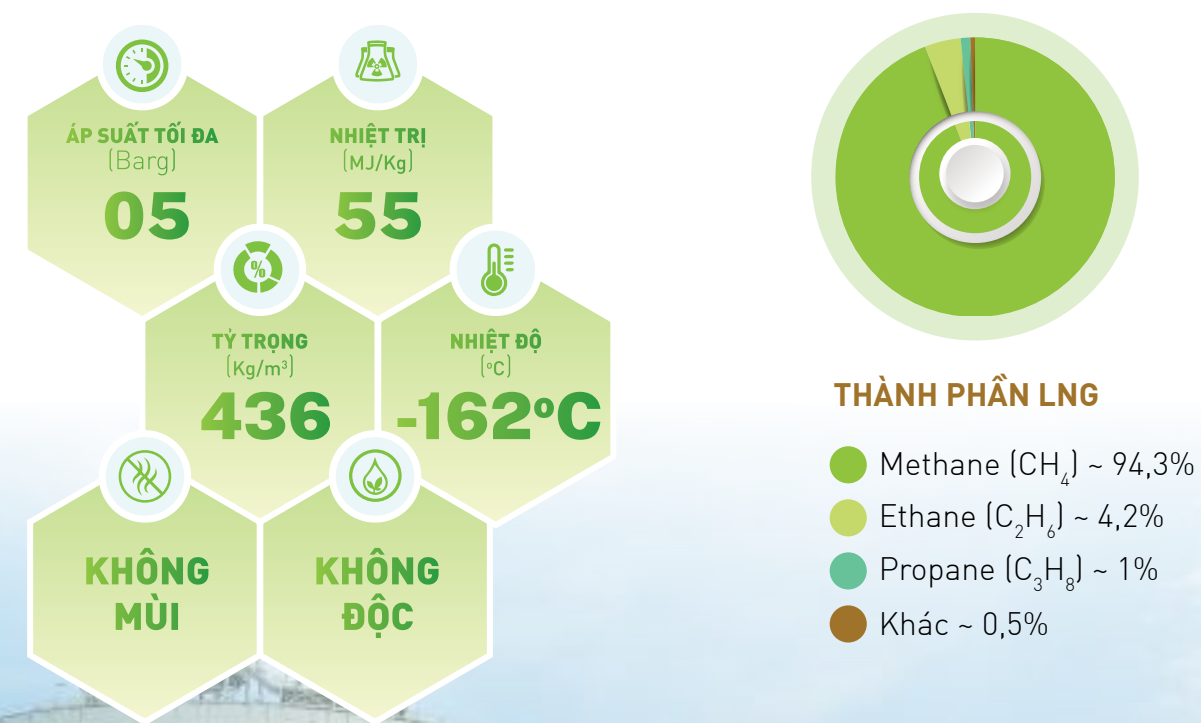 ÁP SUẤT TỐI ĐA
(Barg)
05
NHIỆT TRỊ
(MJ/Kg)
55
%
TỶ TRỌNG
(Kg/m³)
436
NHIỆT ĐỘ
(ºC)
-162ºC
KHÔNG
MÙI
KHÔNG
ĐỘC
THÀNH PHẦN LNG
Methane (CH₄) ~ 94,3%
Ethane (C₂H₆) ~ 4,2%
Propane (C₃H₈) ~ 1%
Khác ~ 0,5%